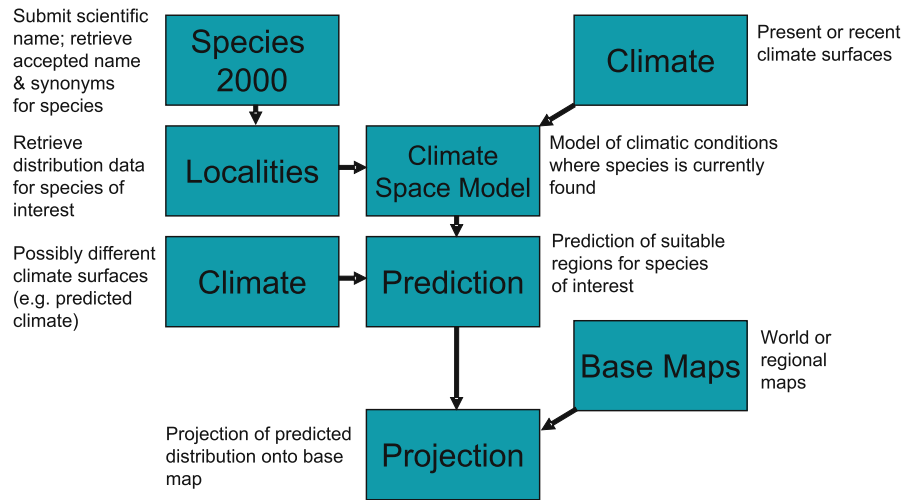 Submit scientific
name; retrieve
accepted name
& synonyms
for species
Species
2000
Climate
Present or recent
climate surfaces
Retrieve
distribution data
for species of
interest
Localities
Climate
Space Model
Model of climatic conditions
where species is currently
found
Possibly different
climate surfaces
(e.g. predicted
climate)
Climate
Prediction
Prediction of suitable
regions for species
of interest
Base Maps
World or
regional
maps
Projection of predicted
distribution onto base
map
Projection